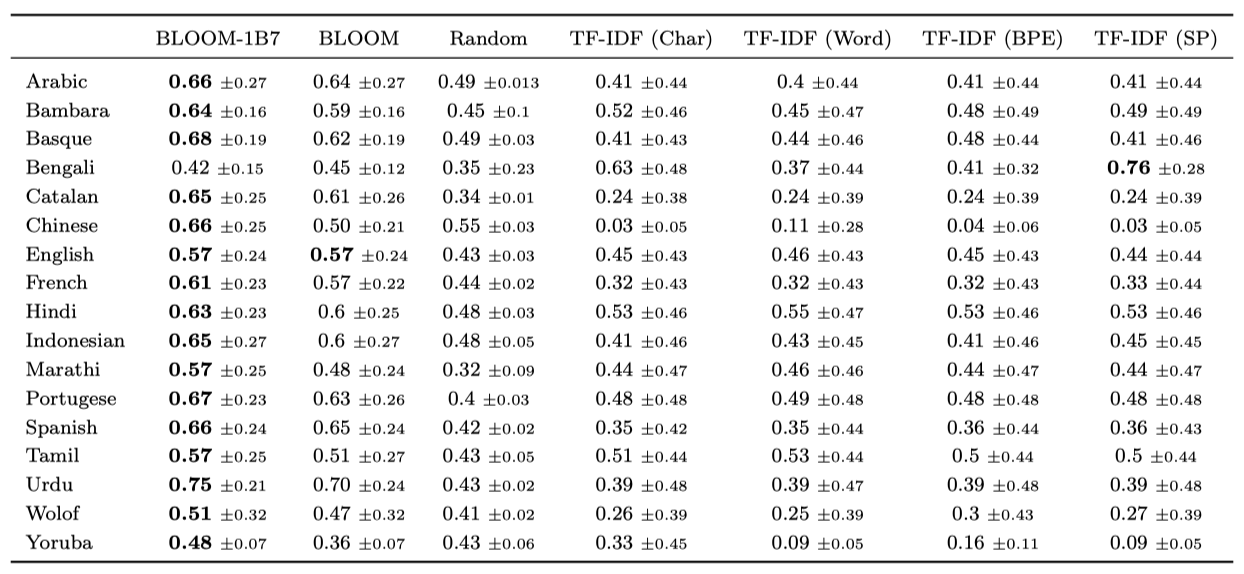 BLOOM-1B7 BLOOM Random TF-IDF (Char) TF-IDF (Word) TF-IDF (BPE) TF-IDF (SP)
Arabic 0.66 ±0.27 0.64 ±0.27 0.49 ±0.013 0.41 ±0.44 0.4 ±0.44 0.41 ±0.44 0.41 ±0.44
Bambara 0.64 ±0.16 0.59 ±0.16 0.45 ±0.1 0.52 ±0.46 0.45 ±0.47 0.48 ±0.49 0.49 ±0.49
Basque 0.68 ±0.19 0.62 ±0.19 0.49 ±0.03 0.41 ±0.43 0.44 ±0.46 0.48 ±0.44 0.41 ±0.46
Bengali 0.42 ±0.15 0.45 ±0.12 0.35 ±0.23 0.63 ±0.48 0.37 ±0.44 0.41 ±0.32 0.76 ±0.28
Catalan 0.65 ±0.25 0.61 ±0.26 0.34 ±0.01 0.24 ±0.38 0.24 ±0.39 0.24 ±0.39 0.24 ±0.39
Chinese 0.66 ±0.25 0.50 ±0.21 0.55 ±0.03 0.03 ±0.05 0.11 ±0.28 0.04 ±0.06 0.03 ±0.05
English 0.57 ±0.24 0.57 ±0.24 0.43 ±0.03 0.45 ±0.43 0.46 ±0.43 0.45 ±0.43 0.44 ±0.44
French 0.61 ±0.23 0.57 ±0.22 0.44 ±0.02 0.32 ±0.43 0.32 ±0.43 0.32 ±0.43 0.33 ±0.44
Hindi 0.63 ±0.23 0.6 ±0.25 0.48 ±0.03 0.53 ±0.46 0.55 ±0.47 0.53 ±0.46 0.53 ±0.46
Indonesian 0.65 ±0.27 0.6 ±0.27 0.48 ±0.05 0.41 ±0.46 0.43 ±0.45 0.41 ±0.46 0.45 ±0.45
Marathi 0.57 ±0.25 0.48 ±0.24 0.32 ±0.09 0.44 ±0.47 0.46 ±0.46 0.44 ±0.47 0.44 ±0.47
Portugese 0.67 ±0.23 0.63 ±0.26 0.4 ±0.03 0.48 ±0.48 0.49 ±0.48 0.48 ±0.48 0.48 ±0.48
Spanish 0.66 ±0.24 0.65 ±0.24 0.42 ±0.02 0.35 ±0.42 0.35 ±0.44 0.36 ±0.44 0.36 ±0.43
Tamil 0.57 ±0.25 0.51 ±0.27 0.43 ±0.05 0.51 ±0.44 0.53 ±0.44 0.5 ±0.44 0.5 ±0.44
Urdu 0.75 ±0.21 0.70 ±0.24 0.43 ±0.02 0.39 ±0.48 0.39 ±0.47 0.39 ±0.48 0.39 ±0.48
Wolof 0.51 ±0.32 0.47 ±0.32 0.41 ±0.02 0.26 ±0.39 0.25 ±0.39 0.3 ±0.43 0.27 ±0.39
Yoruba 0.48 ±0.07 0.36 ±0.07 0.43 ±0.06 0.33 ±0.45 0.09 ±0.05 0.16 ±0.11 0.09 ±0.05